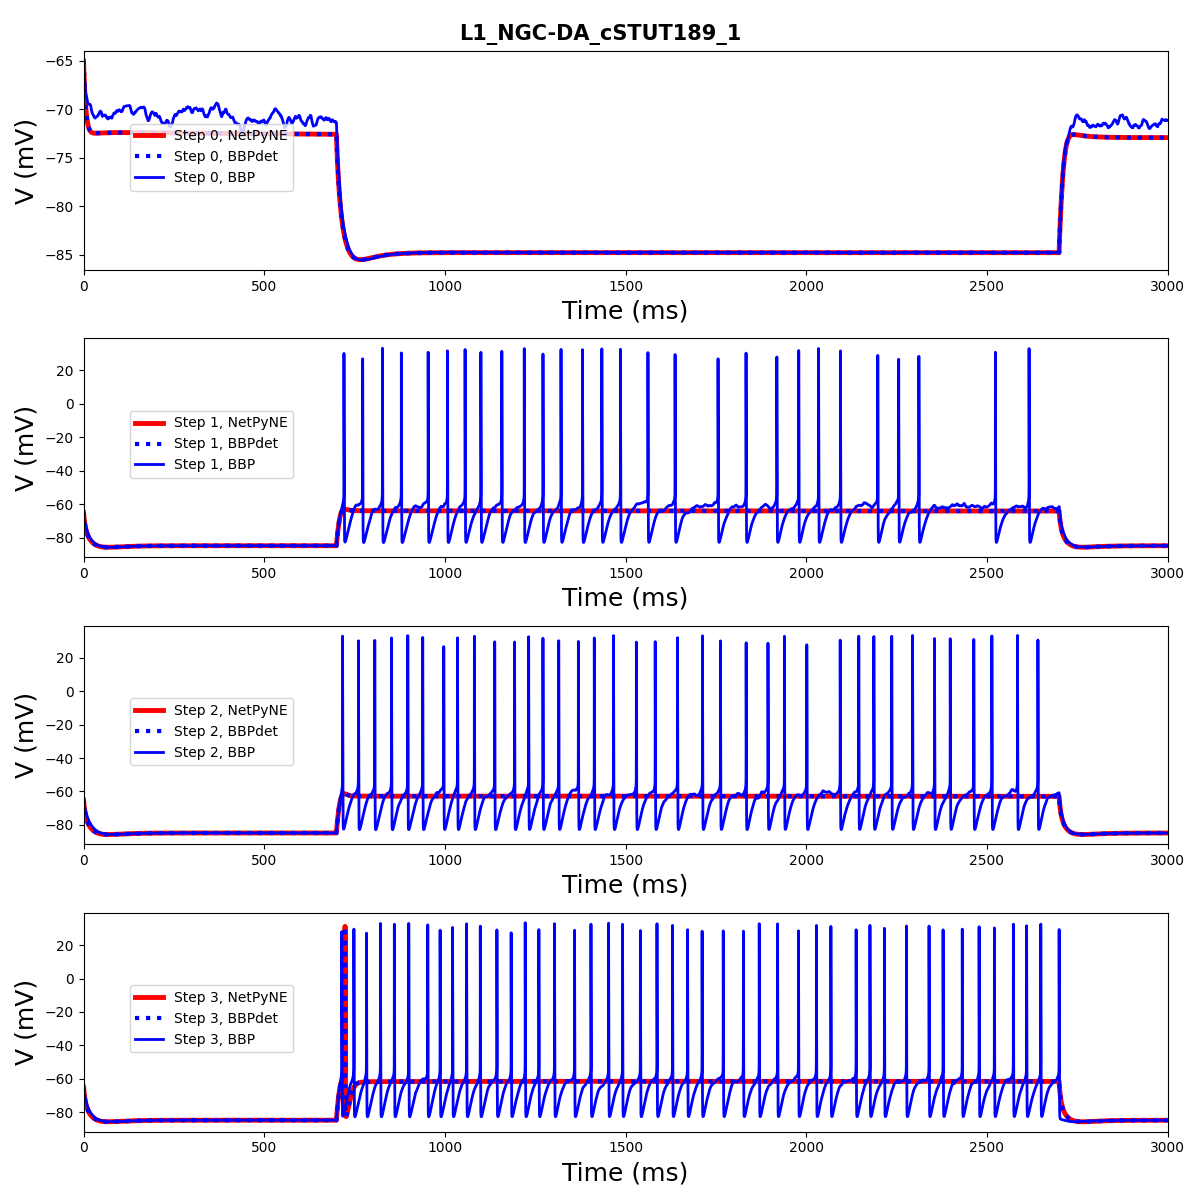 L1_NGC-DA_cSTUT189_1
−65
−70
−75
−80
−85
V (mV)
Step 0, NetPyNE
Step 0, BBPdet
Step 0, BBP
0 500 1000 1500 2000 2500 3000
Time (ms)
20
0
−20
−40
−60
−80
V (mV)
Step 1, NetPyNE
Step 1, BBPdet
Step 1, BBP
0 500 1000 1500 2000 2500 3000
Time (ms)
20
0
−20
−40
−60
−80
V (mV)
Step 2, NetPyNE
Step 2, BBPdet
Step 2, BBP
0 500 1000 1500 2000 2500 3000
Time (ms)
20
0
−20
−40
−60
−80
V (mV)
Step 3, NetPyNE
Step 3, BBPdet
Step 3, BBP
0 500 1000 1500 2000 2500 3000
Time (ms)